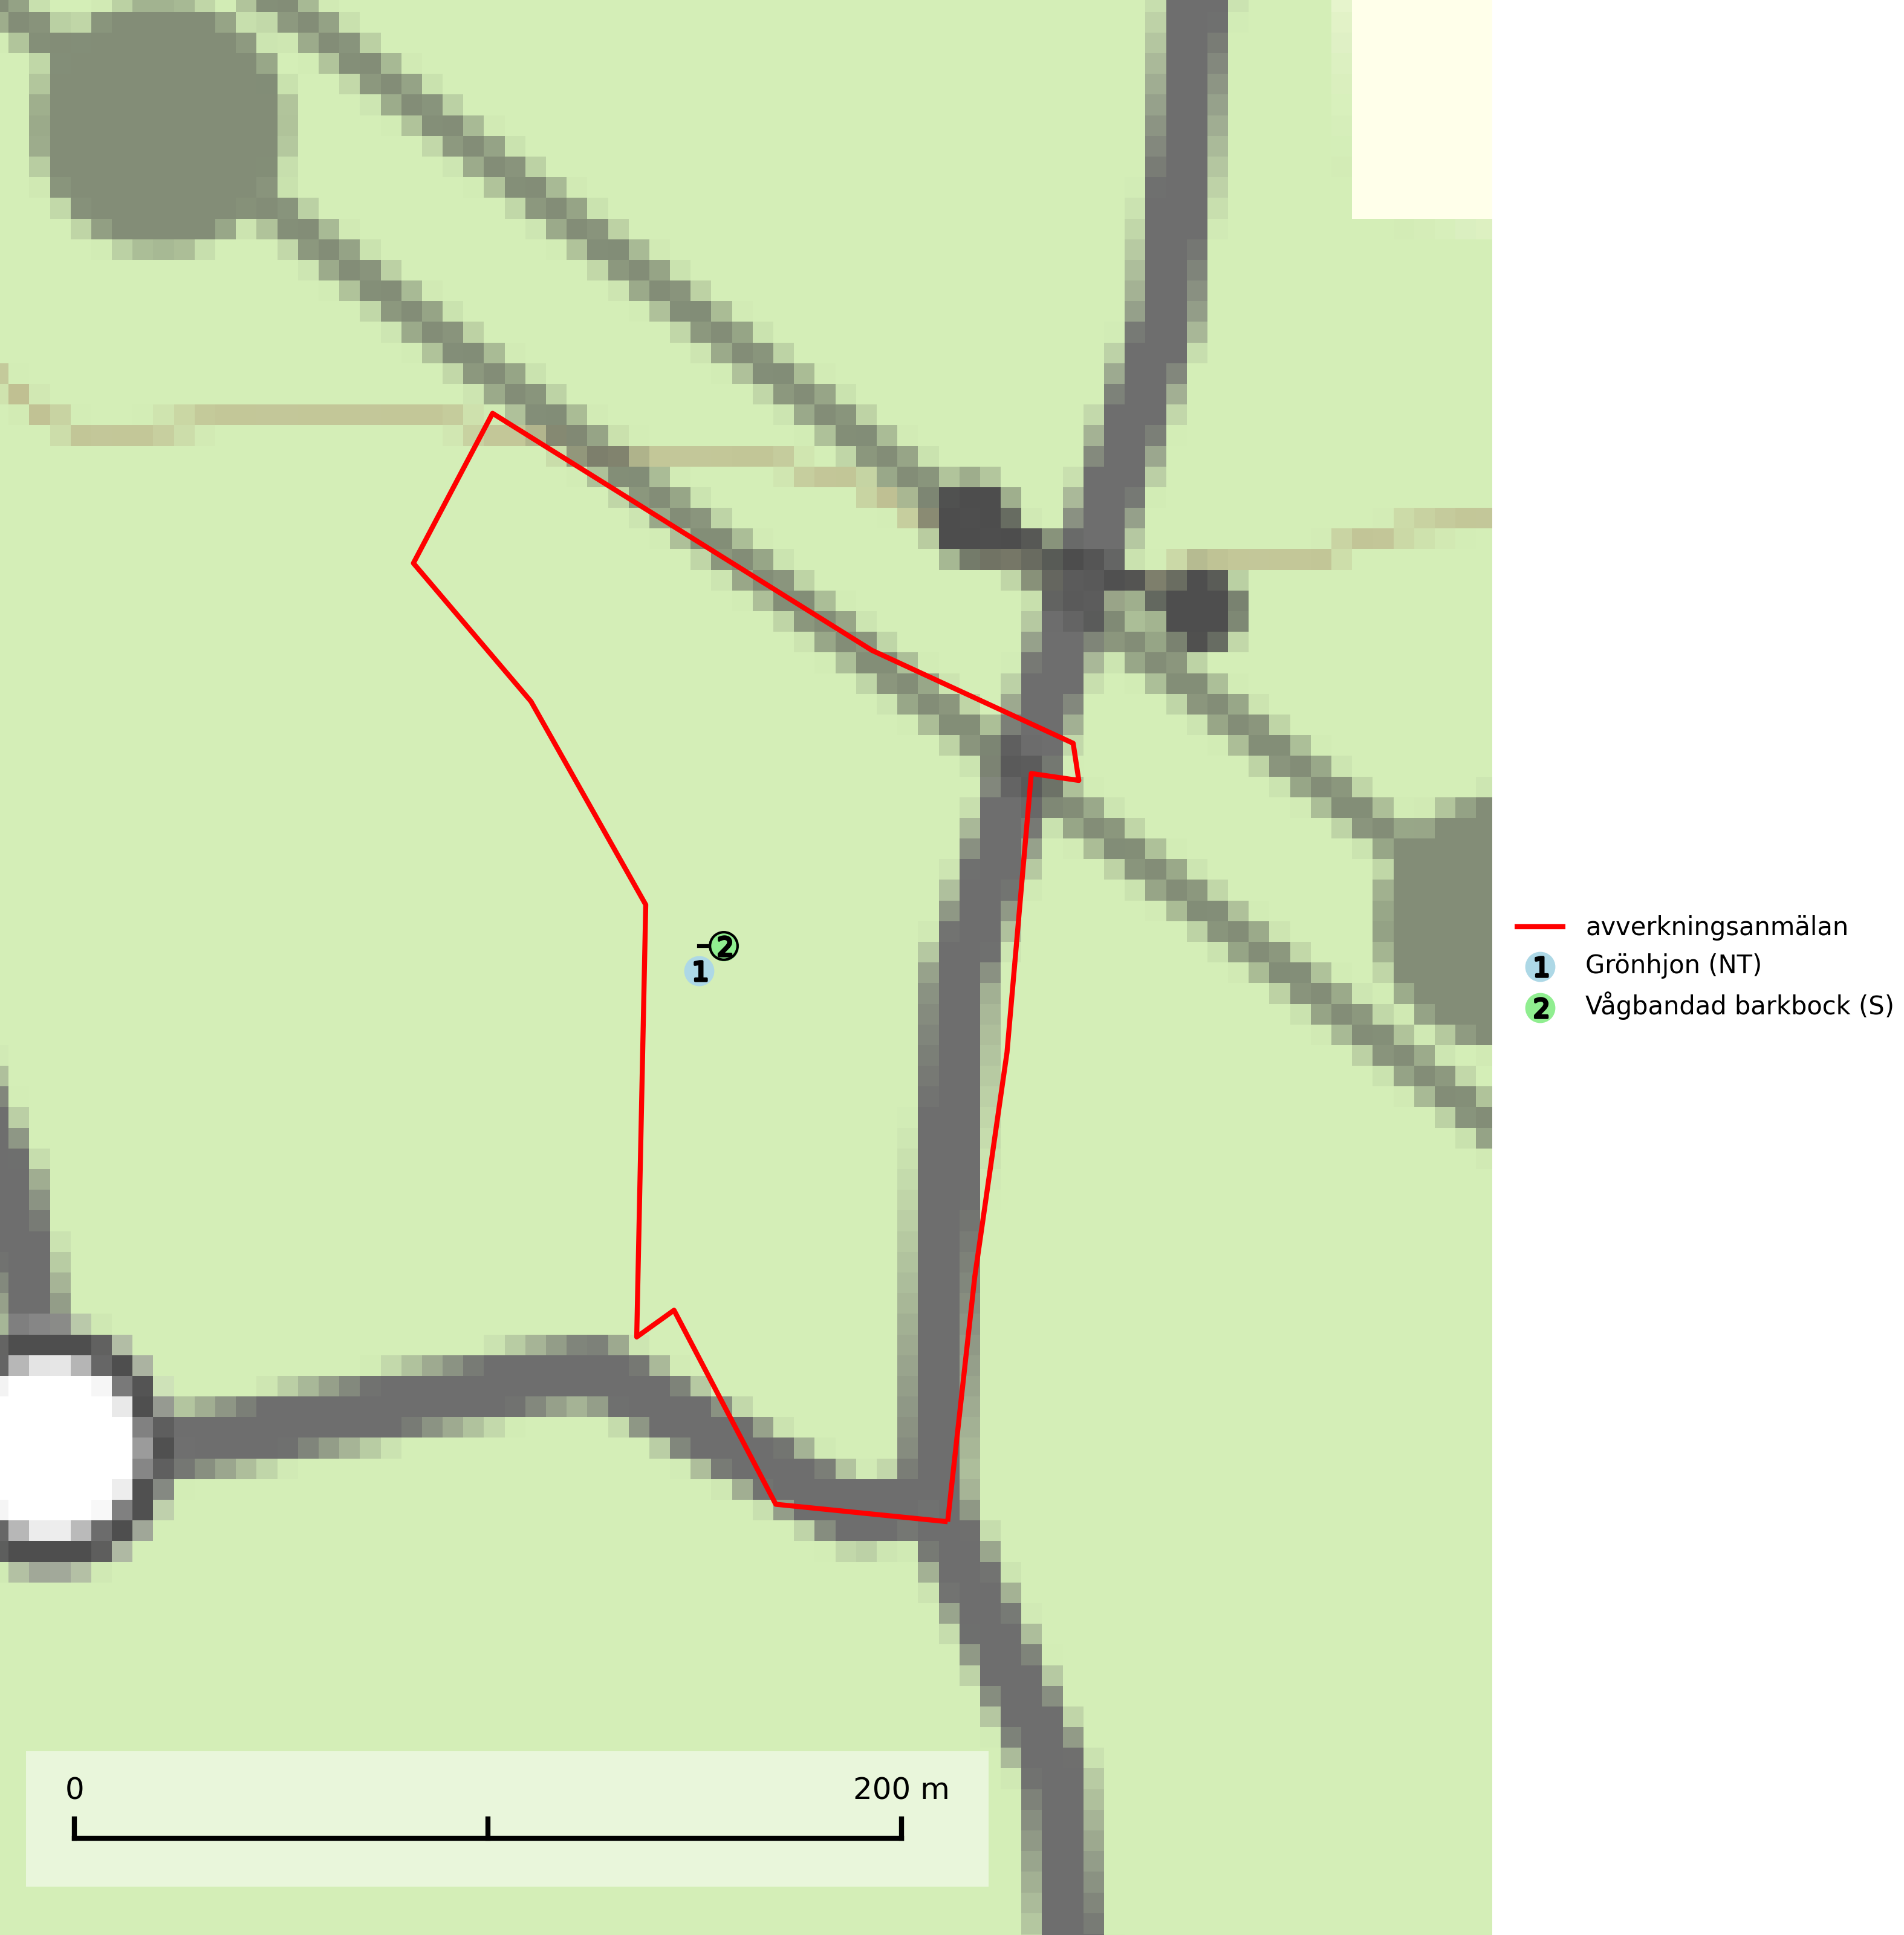 2
1
avverkningsanmälan
1 Grönhjon (NT)
2 Vågbandad barkbock (S)
0 200 m